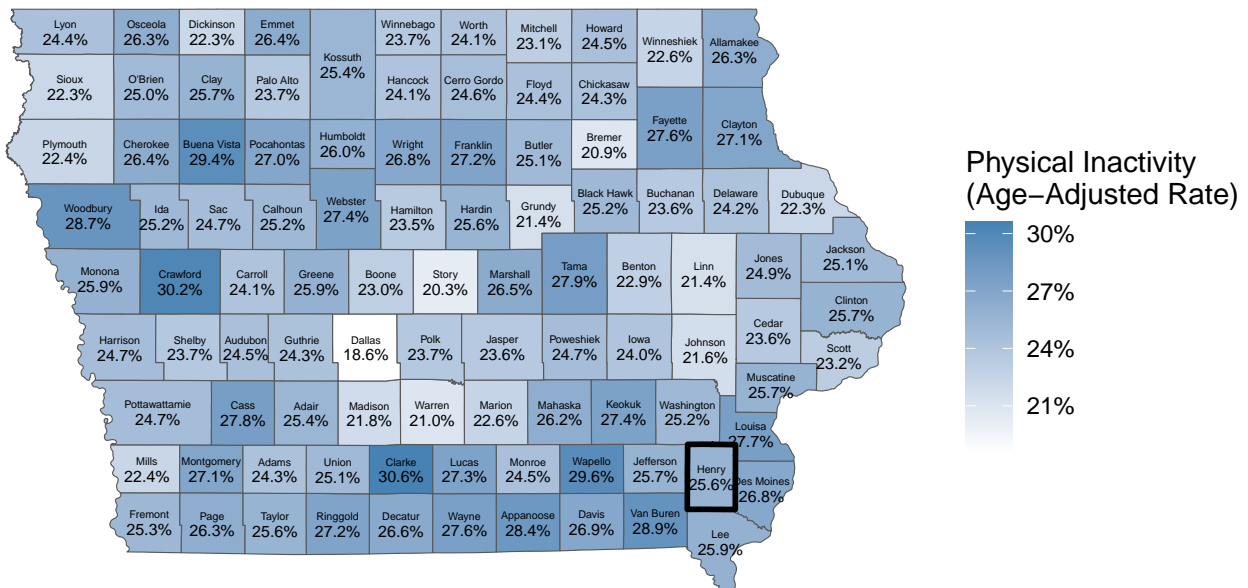 Lyon
24.4%
Osceola
26.3%
Dickinson
22.3%
Emmet
26.4%
Kossuth
25.4%
Winnebago
23.7%
Worth
24.1%
Mitchell
23.1%
Howard
24.5%
Winneshiek
22.6%
Allamakee
26.3%
Sioux
22.3%
O'Brien
25.0%
Clay
25.7%
Palo Alto
23.7%
Hancock
24.1%
Cerro Gordo
24.6%
Floyd
24.4%
Chickasaw
24.3%
Plymouth
22.4%
Cherokee
26.4%
Buena Vista
29.4%
Pocahontas
27.0%
Humboldt
26.0%
Wright
26.8%
Franklin
27.2%
Butler
25.1%
Bremer
20.9%
Fayette
27.6%
Clayton
27.1%
Woodbury
28.7%
Ida
25.2%
Sac
24.7%
Calhoun
25.2%
Webster
27.4%
Hamilton
23.5%
Hardin
25.6%
Grundy
21.4%
Black Hawk
25.2%
Buchanan
23.6%
Delaware
24.2%
Dubuque
22.3%
Monona
25.9%
Crawford
30.2%
Carroll
24.1%
Greene
25.9%
Boone
23.0%
Story
20.3%
Marshall
26.5%
Tama
27.9%
Benton
22.9%
Linn
21.4%
Jones
24.9%
Jackson
25.1%
Clinton
25.7%
Harrison
24.7%
Shelby
23.7%
Audubon
24.5%
Guthrie
24.3%
Dallas
18.6%
Polk
23.7%
Jasper
23.6%
Poweshiek
24.7%
Iowa
24.0%
Johnson
21.6%
Cedar
23.6%
Scott
23.2%
Muscatine
25.7%
Pottawattamie
24.7%
Cass
27.8%
Adair
25.4%
Madison
21.8%
Warren
21.0%
Marion
22.6%
Mahaska
26.2%
Keokuk
27.4%
Washington
25.2%
Louisa
27.7%
Mills
22.4%
Montgomery
27.1%
Adams
24.3%
Union
25.1%
Clarke
30.6%
Lucas
27.3%
Monroe
24.5%
Wapello
29.6%
Jefferson
25.7%
Henry
25.6%
Des Moines
26.8%
Fremont
25.3%
Page
26.3%
Taylor
25.6%
Ringgold
27.2%
Decatur
26.6%
Wayne
27.6%
Appanoose
28.4%
Davis
26.9%
Van Buren
28.9%
Lee
25.9%
Physical Inactivity
(Age−Adjusted Rate)
30%
27%
24%
21%